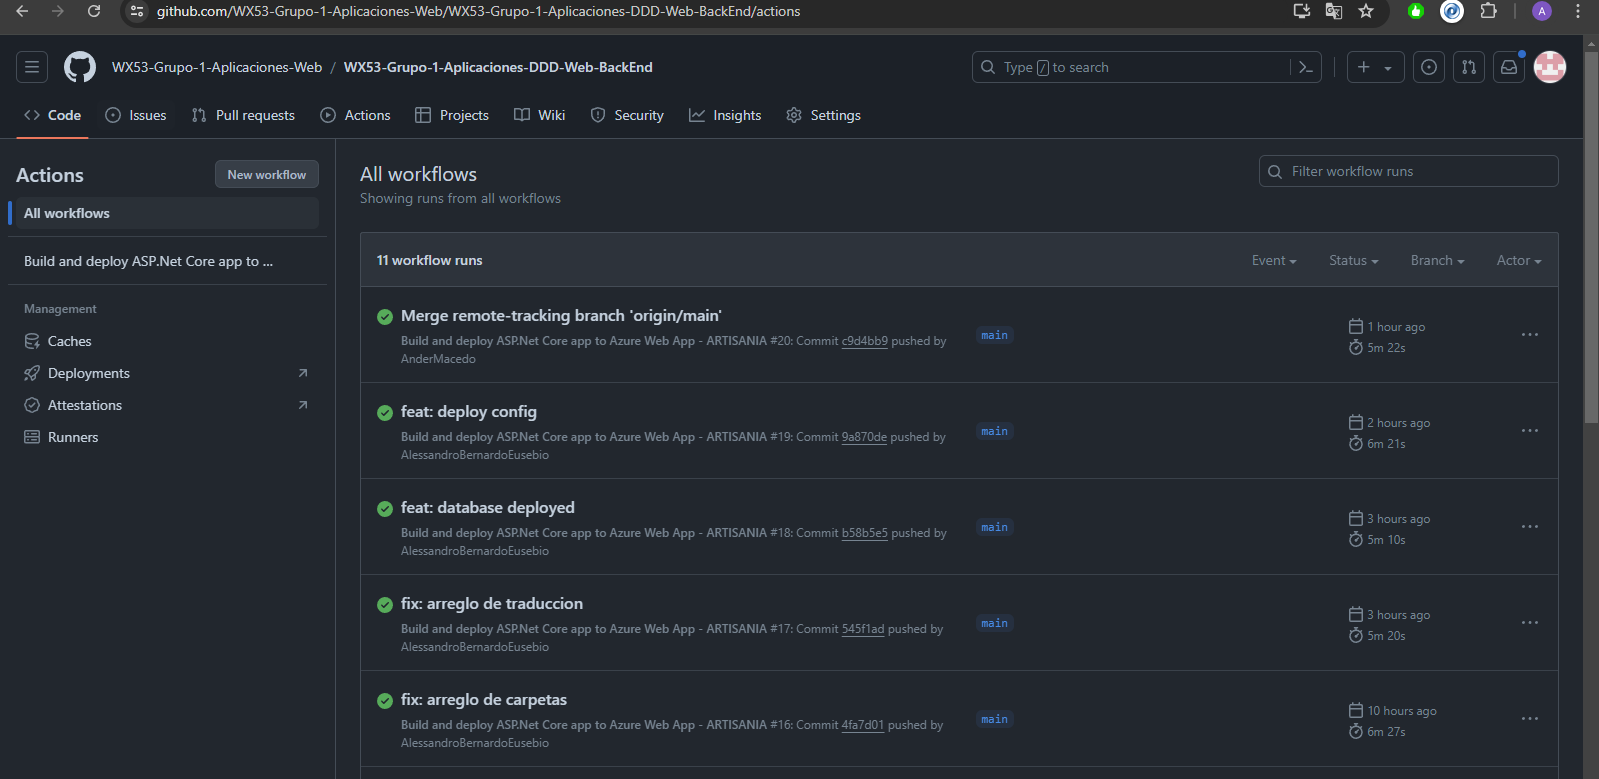 github.com/WX53-Grupo-1-Aplicaciones-Web/WX53-Grupo-1-Aplicaciones-DDD-Web-BackEnd/actions
A
WX53-Grupo-1-Aplicaciones-Web / WX53-Grupo-1-Aplicaciones-DDD-Web-BackEnd
Type / to search
Code Issues Pull requests Actions Projects Wiki Security Insights Settings
Actions
New workflow
All workflows
Build and deploy ASP.Net Core app to ...
Management
Caches
Deployments
Attestations
Runners
All workflows
Showing runs from all workflows
Filter workflow runs
11 workflow runs
Event Status Branch Actor
Merge remote-tracking branch 'origin/main'
Build and deploy ASP.Net Core app to Azure Web App - ARTISANIA #20: Commit c9d4bb9 pushed by
AnderMacedo
main
1 hour ago
5m 22s
feat: deploy config
Build and deploy ASP.Net Core app to Azure Web App - ARTISANIA #19: Commit 9a870de pushed by
AlessandroBernardoEusebio
main
2 hours ago
6m 21s
feat: database deployed
Build and deploy ASP.Net Core app to Azure Web App - ARTISANIA #18: Commit b58b5e5 pushed by
AlessandroBernardoEusebio
main
3 hours ago
5m 10s
fix: arreglo de traduccion
Build and deploy ASP.Net Core app to Azure Web App - ARTISANIA #17: Commit 545f1ad pushed by
AlessandroBernardoEusebio
main
3 hours ago
5m 20s
fix: arreglo de carpetas
Build and deploy ASP.Net Core app to Azure Web App - ARTISANIA #16: Commit 4fa7d01 pushed by
AlessandroBernardoEusebio
main
10 hours ago
6m 27s